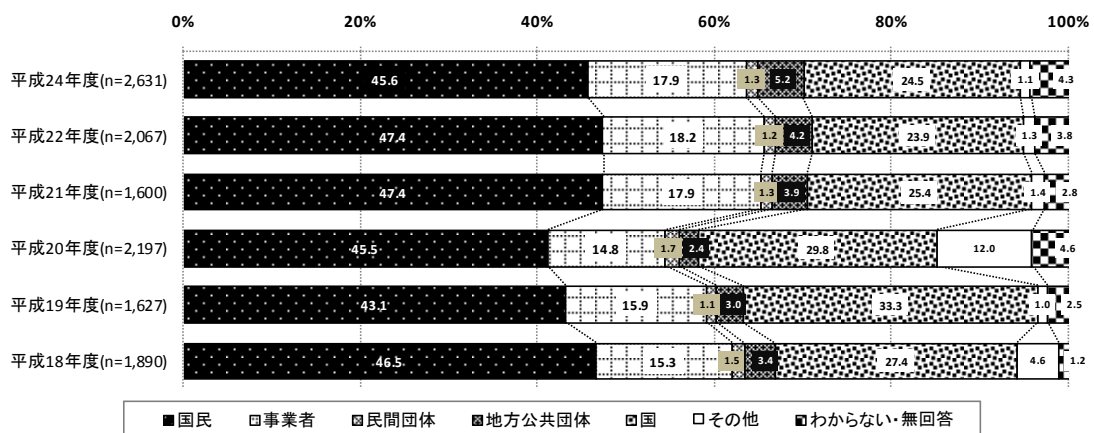 0% 20% 40% 60% 80% 100%
平成24年度(n=2,631) 45.6 17.9 1.3 5.2 24.5 1.1 4.3
平成22年度(n=2,067) 47.4 18.2 1.2 4.2 23.9 1.3 3.8
平成21年度(n=1,600) 47.4 17.9 1.3 3.9 25.4 1.4 2.8
平成20年度(n=2,197) 45.5 14.8 1.7 2.4 29.8 12.0 4.6
平成19年度(n=1,627) 43.1 15.9 1.1 3.0 33.3 1.0 2.5
平成18年度(n=1,890) 46.5 15.3 1.5 3.4 27.4 4.6 1.2
国民 事業者 民間団体 地方公共団体 国 その他 わからない・無回答